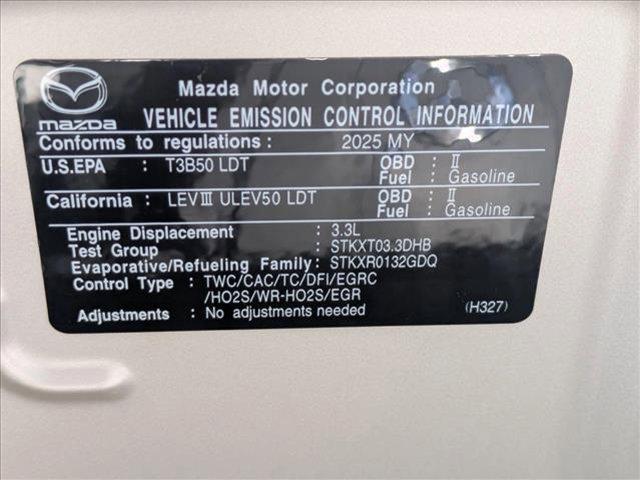 Mazda Motor Corporation
mazda
VEHICLE EMISSION CONTROL INFORMATION
Conforms to regulations : 2025 MY
U.S.EPA : T3B50 LDT OBD : II
Fuel : Gasoline
California : LEVIII ULEV50 LDT OBD : II
Fuel : Gasoline
Engine Displacement : 3.3L
Test Group : STKXT03.3DHB
Evaporative/Refueling Family: STKXR0132GDQ
Control Type : TWC/CAC/TC/DFI/EGRC
/HO2S/WR-HO2S/EGR
Adjustments : No adjustments needed (H327)